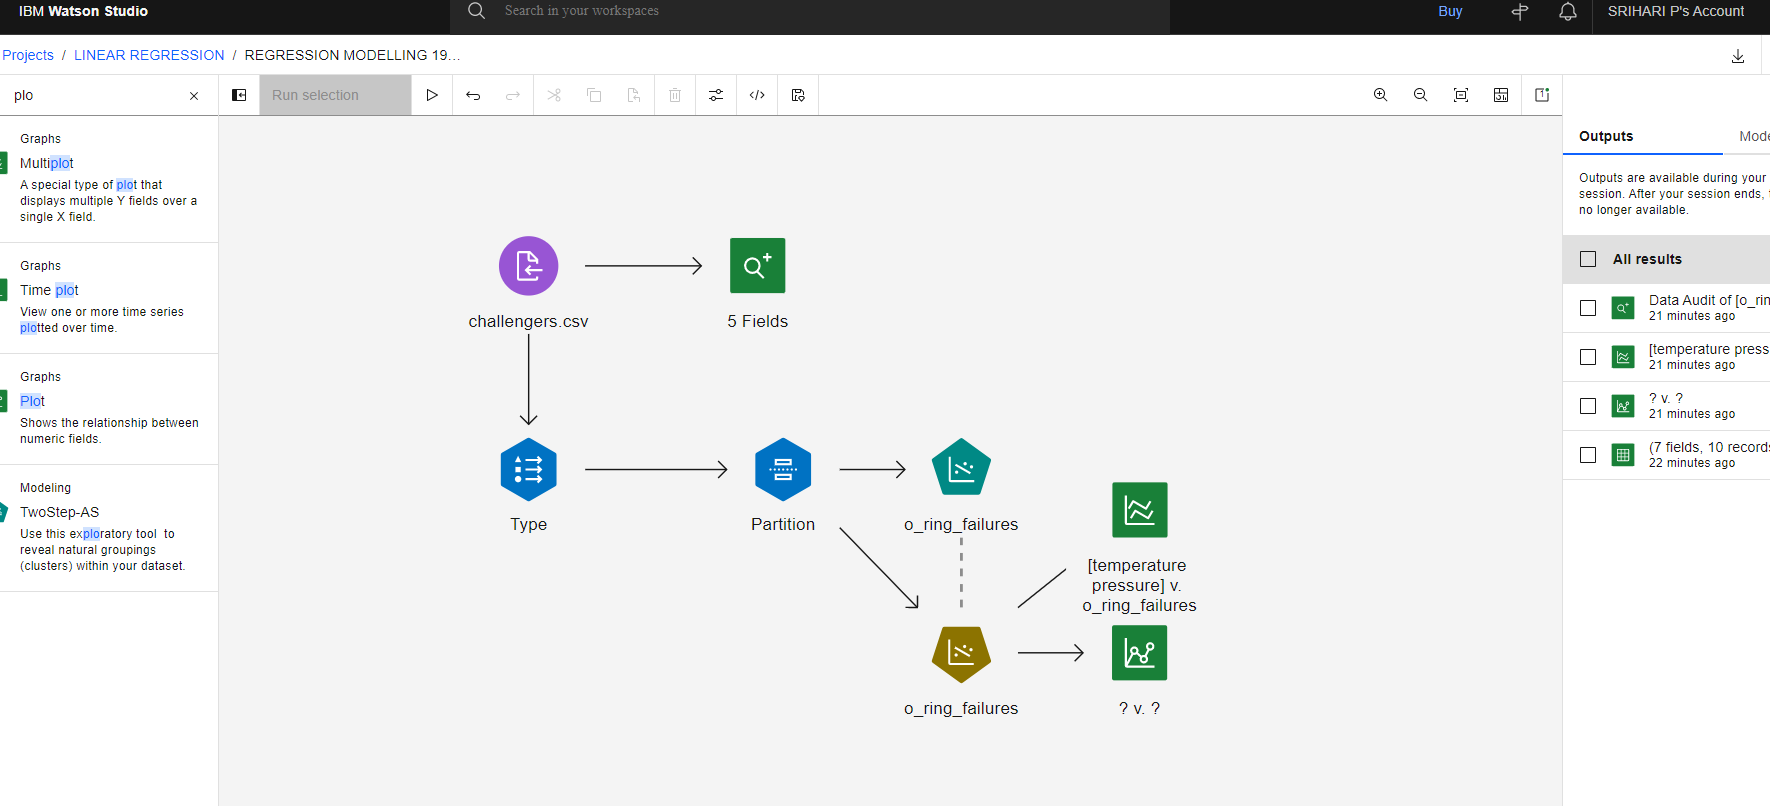 IBM Watson Studio
Search in your workspaces
Buy
SRIHARI P's Account
Projects / LINEAR REGRESSION / REGRESSION MODELLING 19...
plo
Run selection
Graphs
Multiplot
A special type of plot that
displays multiple Y fields over a
single X field.
Graphs
Time plot
View one or more time series
plotted over time.
Graphs
Plot
Shows the relationship between
numeric fields.
Modeling
TwoStep-AS
Use this exploratory tool to
reveal natural groupings
(clusters) within your dataset.
challengers.csv
5 Fields
Type
Partition
o_ring_failures
[temperature
pressure] v.
o_ring_failures
o_ring_failures
? v. ?
Outputs
Mode
Outputs are available during your
session. After your session ends,
no longer available.
All results
Data Audit of [o_rin
21 minutes ago
[temperature press
21 minutes ago
? v. ?
21 minutes ago
(7 fields, 10 records
22 minutes ago